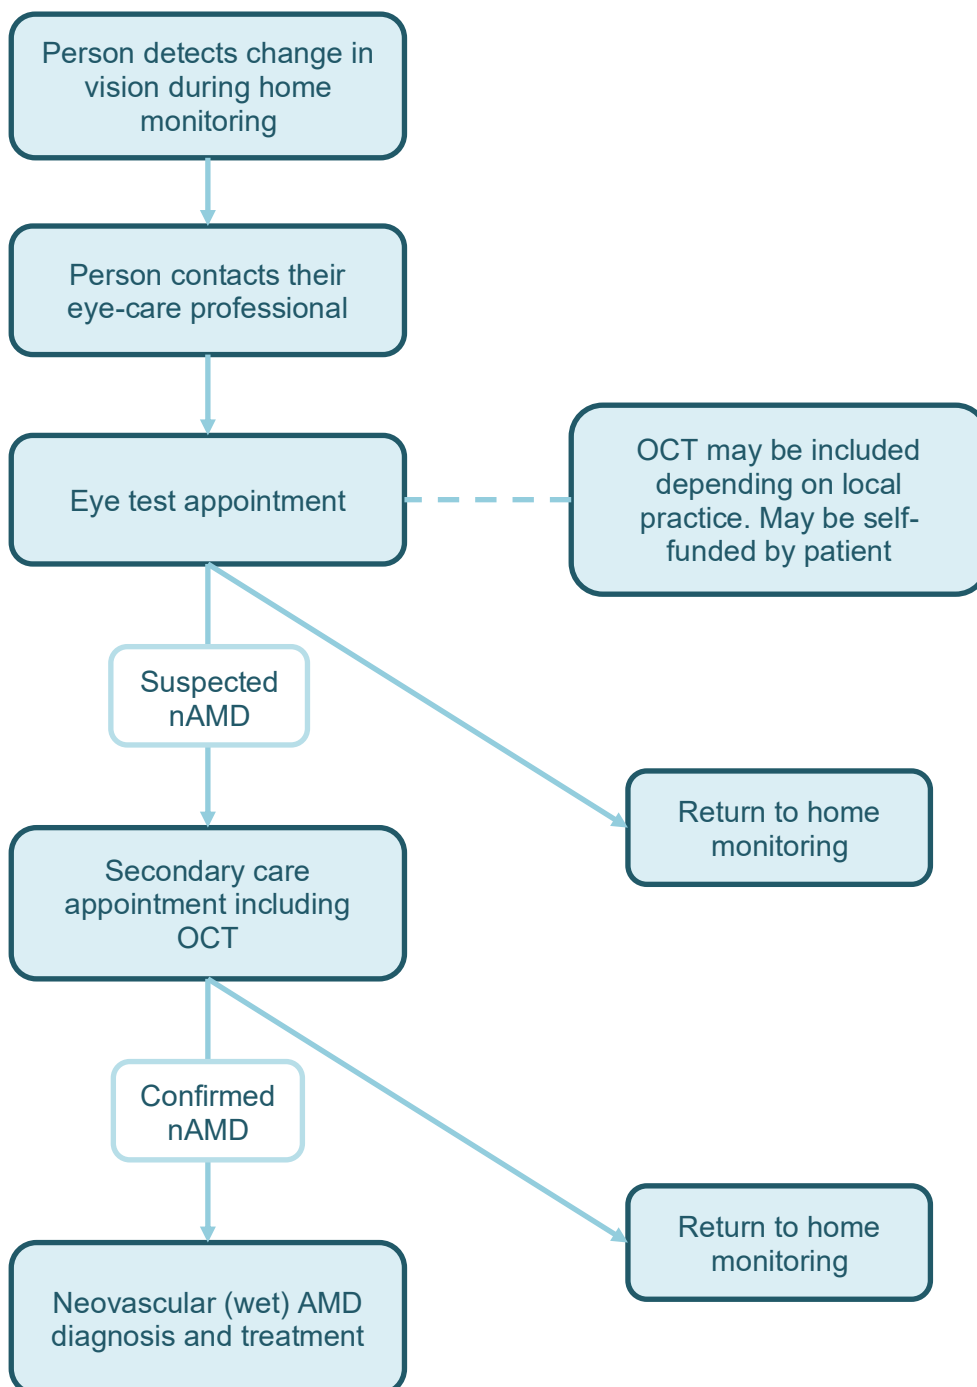 Person detects change in
vision during home
monitoring
Person contacts their
eye-care professional
Eye test appointment
OCT may be included
depending on local
practice. May be self-
funded by patient
Suspected
nAMD
Return to home
monitoring
Secondary care
appointment including
OCT
Confirmed
nAMD
Return to home
monitoring
Neovascular (wet) AMD
diagnosis and treatment